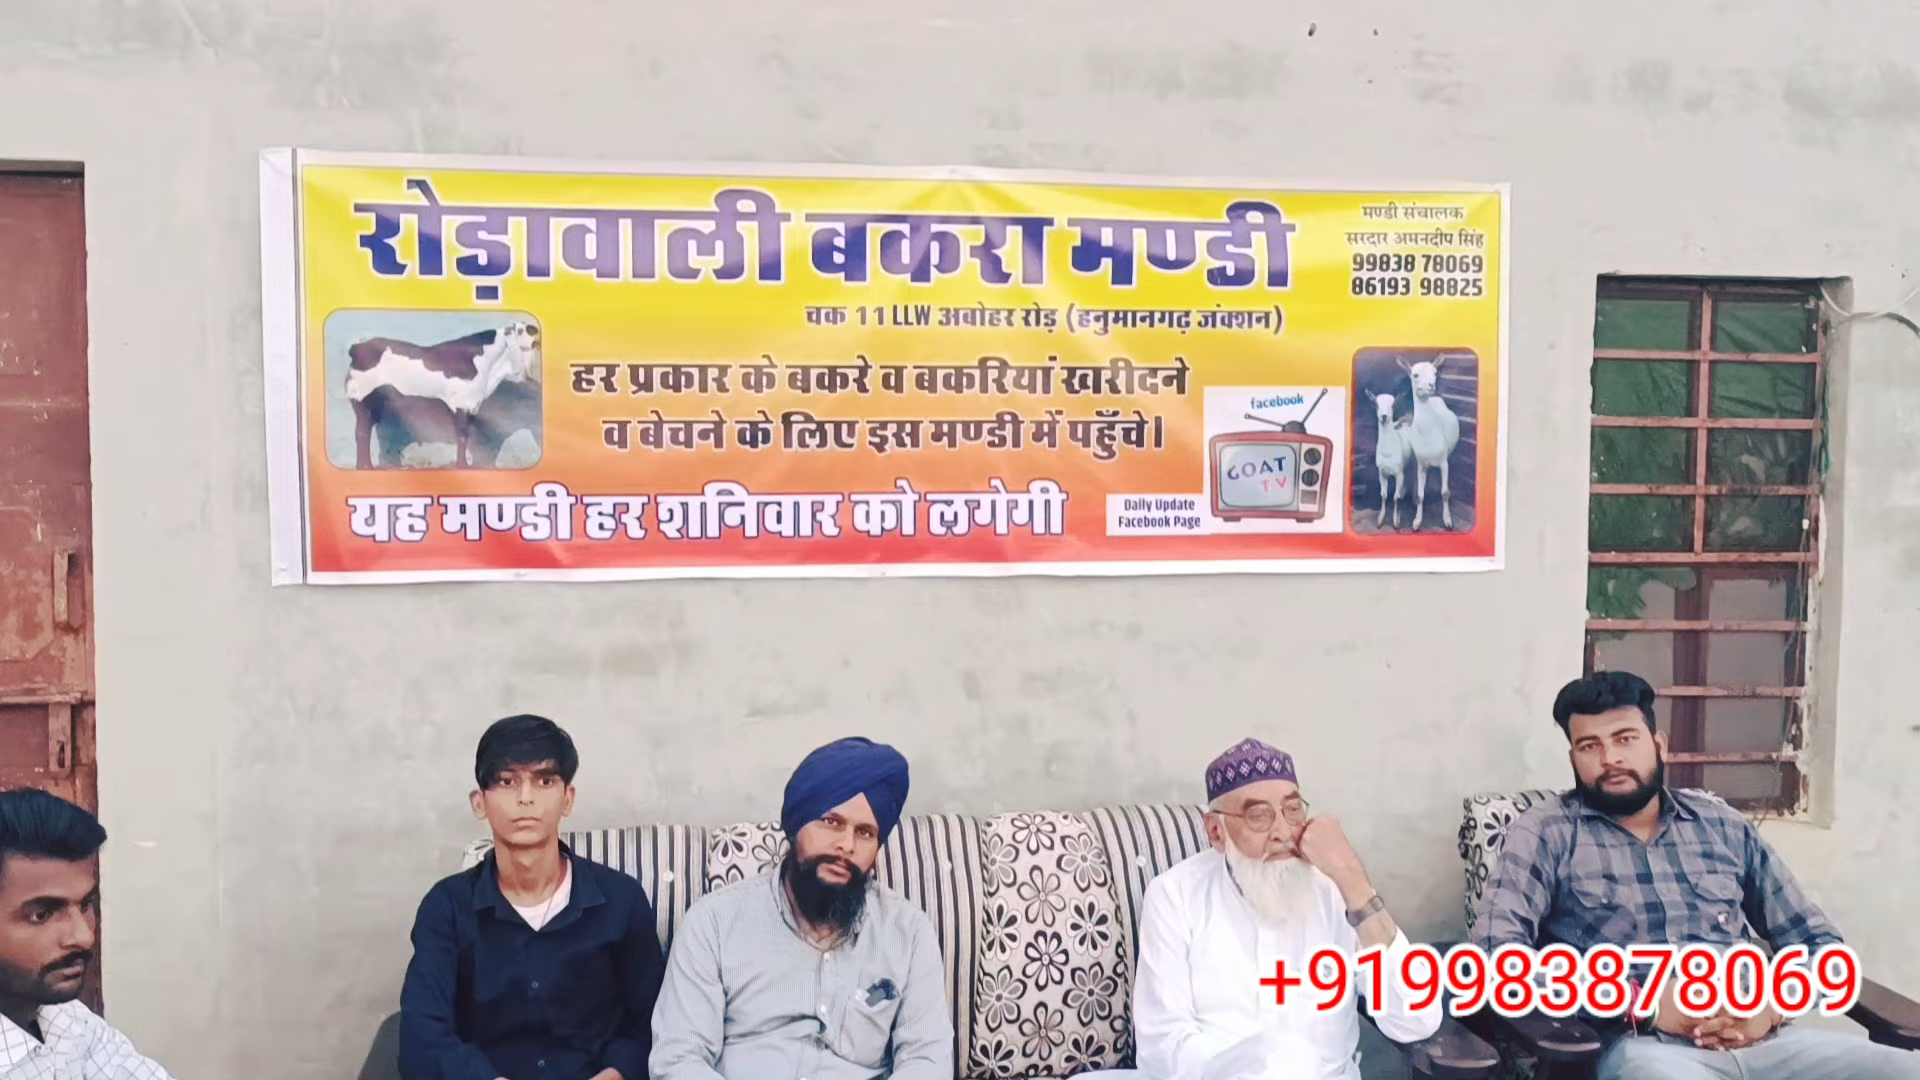 रोड़ावाली बकरा मण्डी
मण्डी संचालक
सरदार अमनदीप सिंह
99838 78069
86193 98825
चक 11 LLW अबोहर रोड़ (हनुमानगढ़ जंक्शन)
हर प्रकार के बकरे व बकरियां खरीदने
व बेचने के लिए इस मण्डी में पहुँचे।
facebook
GOAT
TV
यह मण्डी हर शनिवार को लगेगी
Daily Update
Facebook Page
+919983878069